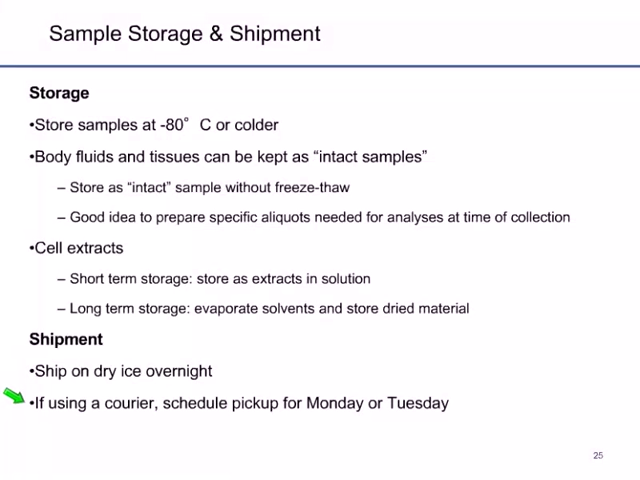 Sample Storage & Shipment
Storage
•Store samples at -80° C or colder
•Body fluids and tissues can be kept as “intact samples”
– Store as “intact” sample without freeze-thaw
– Good idea to prepare specific aliquots needed for analyses at time of collection
•Cell extracts
– Short term storage: store as extracts in solution
– Long term storage: evaporate solvents and store dried material
Shipment
•Ship on dry ice overnight
•If using a courier, schedule pickup for Monday or Tuesday
25